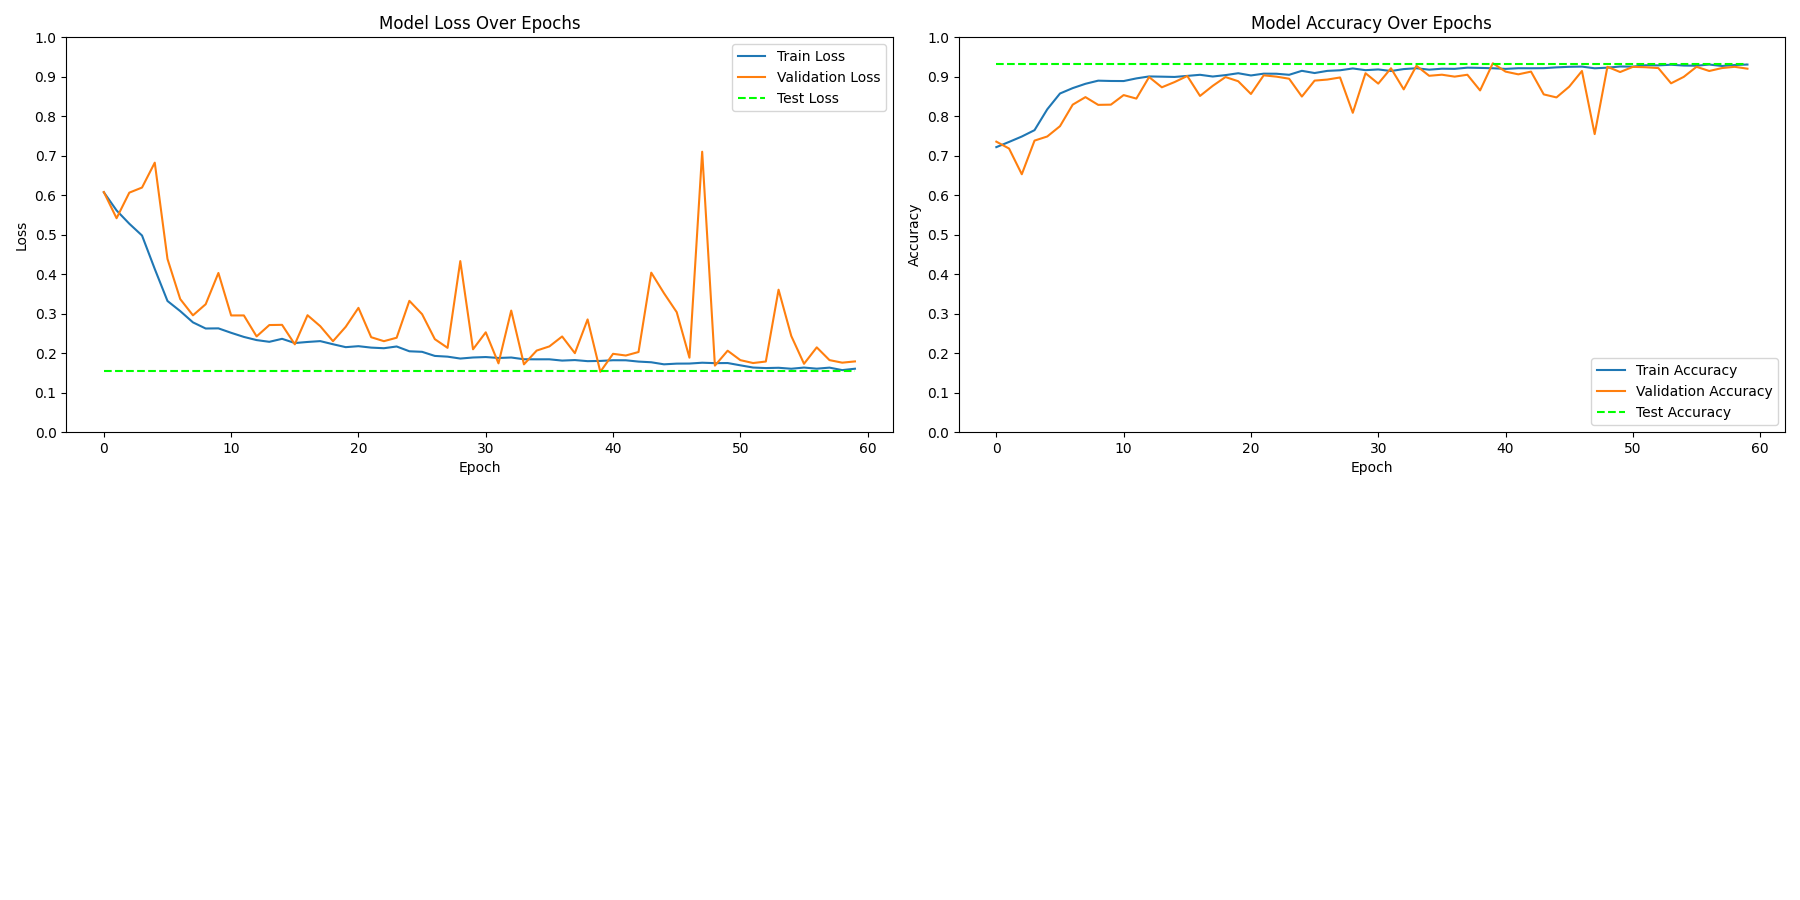 Model Loss Over Epochs
1.0
0.9
0.8
0.7
0.6
0.5
0.4
0.3
0.2
0.1
0.0
Loss
Train Loss
Validation Loss
Test Loss
0 10 20 30 40 50 60
Epoch
Model Accuracy Over Epochs
1.0
0.9
0.8
0.7
0.6
0.5
0.4
0.3
0.2
0.1
0.0
Accuracy
Train Accuracy
Validation Accuracy
Test Accuracy
0 10 20 30 40 50 60
Epoch